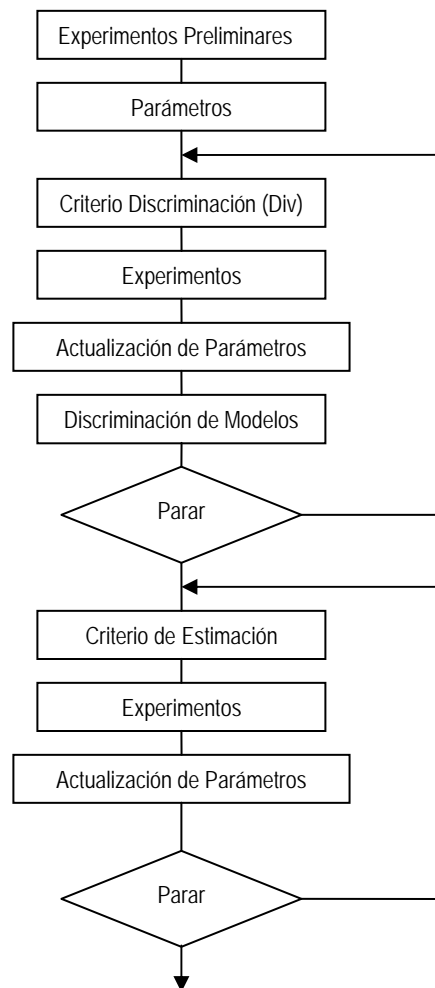 Experimentos Preliminares
Parámetros
Criterio Discriminación (Div)
Experimentos
Actualización de Parámetros
Discriminación de Modelos
Parar
Criterio de Estimación
Experimentos
Actualización de Parámetros
Parar